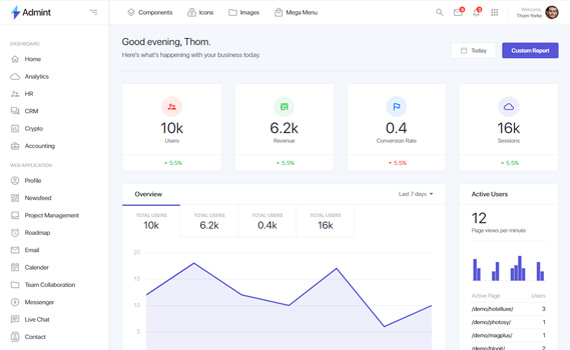 Admint
Components
Icons
Images
Mega Menu
Welcome,
Thom Yorke
DASHBOARD
Home
Analytics
HR
CRM
Crypto
Accounting
WEB APPLICATION
Profile
Newsfeed
Project Management
Roadmap
Email
Calender
Team Collaboration
Messenger
Live Chat
Contact
Good evening, Thom.
Here's what's happening with your business today.
Today
Custom Report
10k
Users
5.5%
6.2k
Revenue
5.5%
0.4
Conversion Rate
5.5%
16k
Sessions
5.5%
Overview
Last 7 days
TOTAL USERS
10k
TOTAL USERS
6.2k
TOTAL USERS
0.4k
TOTAL USERS
16k
20
15
10
5
Active Users
12
Page views per minute
Active Page
Users
/demo/hotelluxe/
3
/demo/photosy/
1
/demo/magplus/
1
/demo/blogit/
2